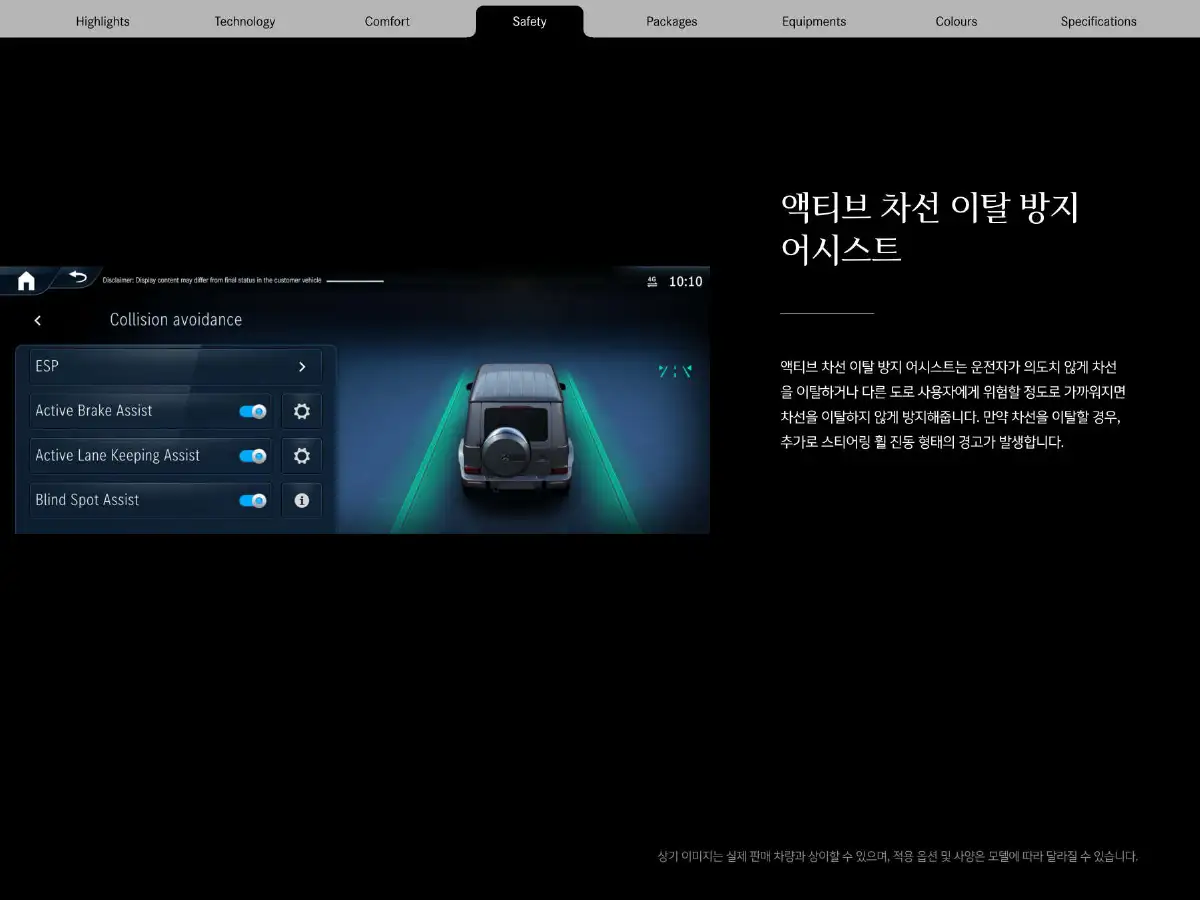 Highlights
Technology
Comfort
Safety
Packages
Equipments
Colours
Specifications
액티브 차선 이탈 방지
어시스트
Disclaimer: Display content may differ from final status in the customer vehicle
4G
10:10
Collision avoidance
ESP
Active Brake Assist
Active Lane Keeping Assist
Blind Spot Assist
액티브 차선 이탈 방지 어시스트는 운전자가 의도치 않게 차선
을 이탈하거나 다른 도로 사용자에게 위험할 정도로 가까워지면
차선을 이탈하지 않게 방지해줍니다. 만약 차선을 이탈할 경우,
추가로 스티어링 휠 진동 형태의 경고가 발생합니다.
상기 이미지는 실제 판매 차량과 상이할 수 있으며, 적용 옵션 및 사양은 모델에 따라 달라질 수 있습니다.